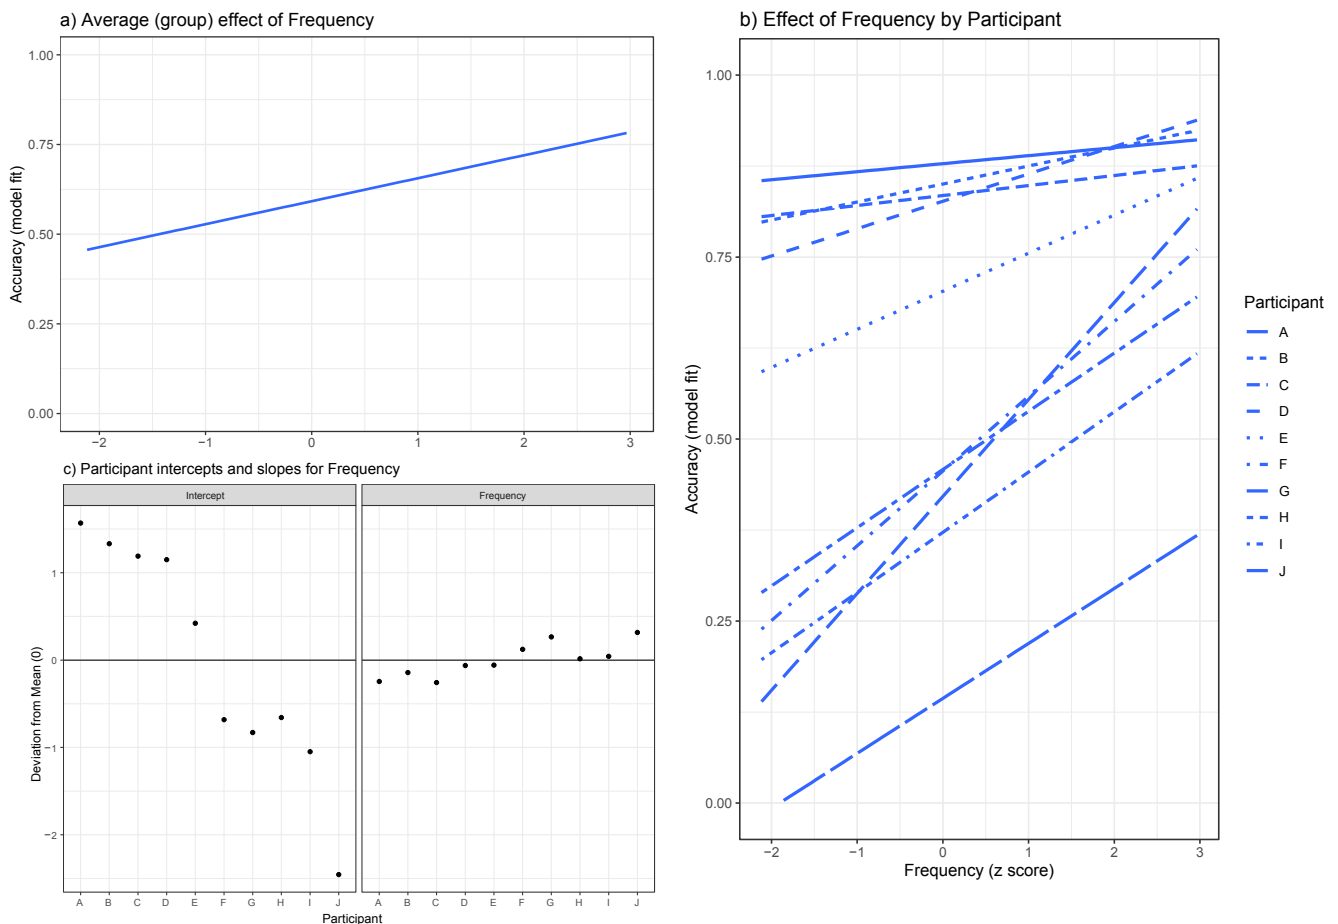 a) Average (group) effect of Frequency
1.00
0.75
0.50
0.25
0.00
Accuracy (model fit)
−2 −1 0 1 2 3
c) Participant intercepts and slopes for Frequency
Intercept Frequency
1
0
−1
−2
Deviation from Mean (0)
A B C D E F G H I J A B C D E F G H I J
Participant
b) Effect of Frequency by Participant
1.00
0.75
0.50
0.25
0.00
Accuracy (model fit)
−2 −1 0 1 2 3
Frequency (z score)
Participant
A
B
C
D
E
F
G
H
I
J